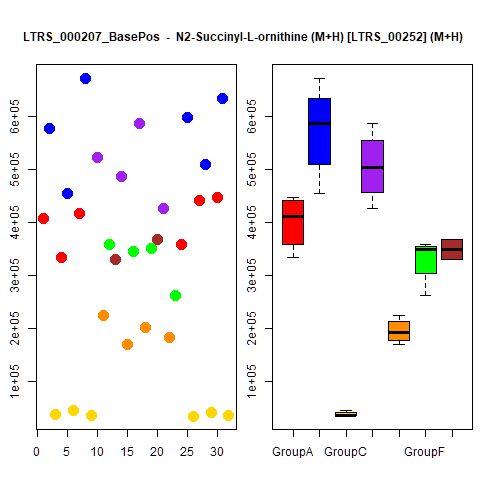 LTRS_000207_BasePos - N2-Succinyl-L-ornithine (M+H) [LTRS_00252] (M+H)
6e+05
5e+05
4e+05
3e+05
2e+05
1e+05
0 5 10 15 20 25 30
6e+05
5e+05
4e+05
3e+05
2e+05
1e+05
GroupA GroupC GroupF